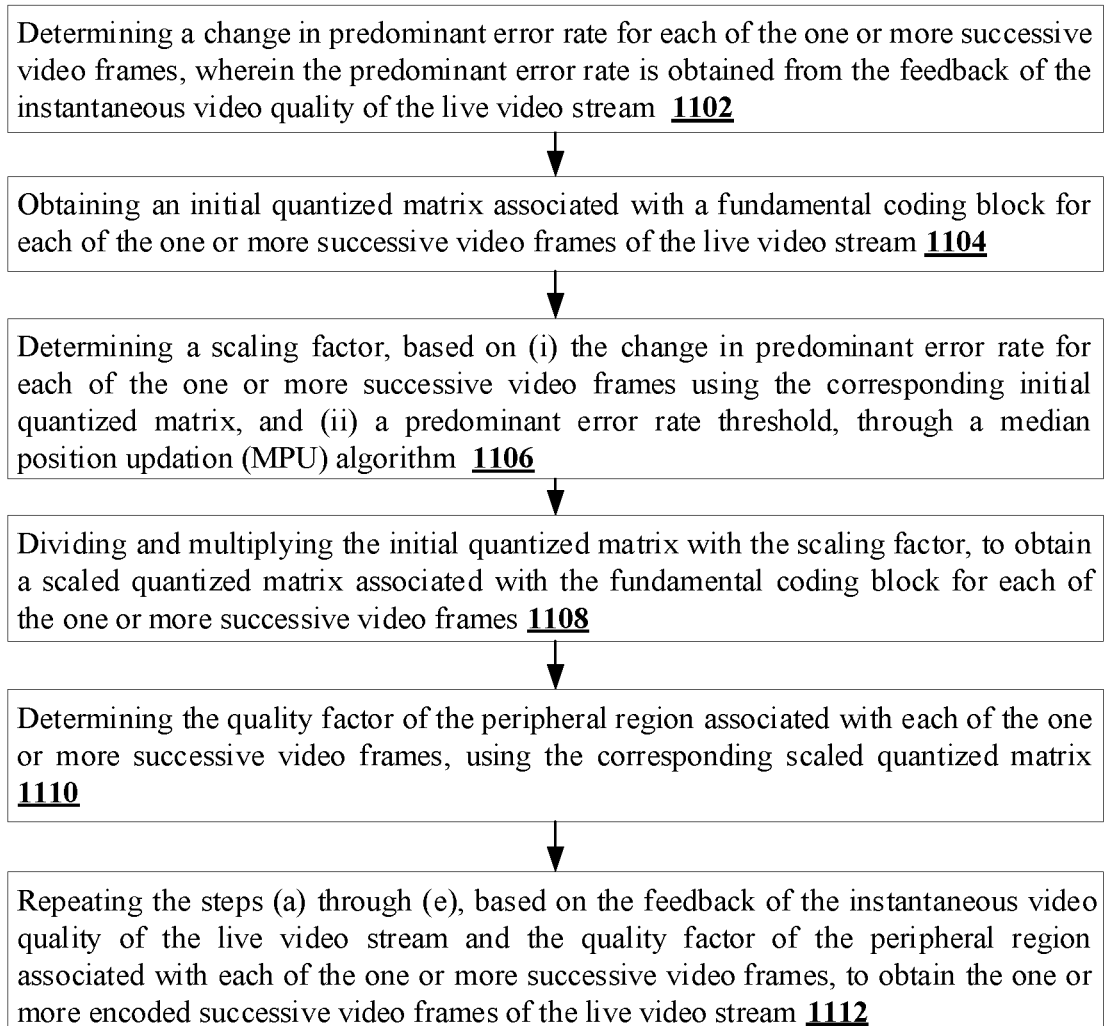 Determining a change in predominant error rate for each of the one or more successive
video frames, wherein the predominant error rate is obtained from the feedback of the
instantaneous video quality of the live video stream 1102
Obtaining an initial quantized matrix associated with a fundamental coding block for
each of the one or more successive video frames of the live video stream 1104
Determining a scaling factor, based on (i) the change in predominant error rate for
each of the one or more successive video frames using the corresponding initial
quantized matrix, and (ii) a predominant error rate threshold, through a median
position updation (MPU) algorithm 1106
Dividing and multiplying the initial quantized matrix with the scaling factor, to obtain
a scaled quantized matrix associated with the fundamental coding block for each of
the one or more successive video frames 1108
Determining the quality factor of the peripheral region associated with each of the one
or more successive video frames, using the corresponding scaled quantized matrix
1110
Repeating the steps (a) through (e), based on the feedback of the instantaneous video
quality of the live video stream and the quality factor of the peripheral region
associated with each of the one or more successive video frames, to obtain the one or
more encoded successive video frames of the live video stream 1112